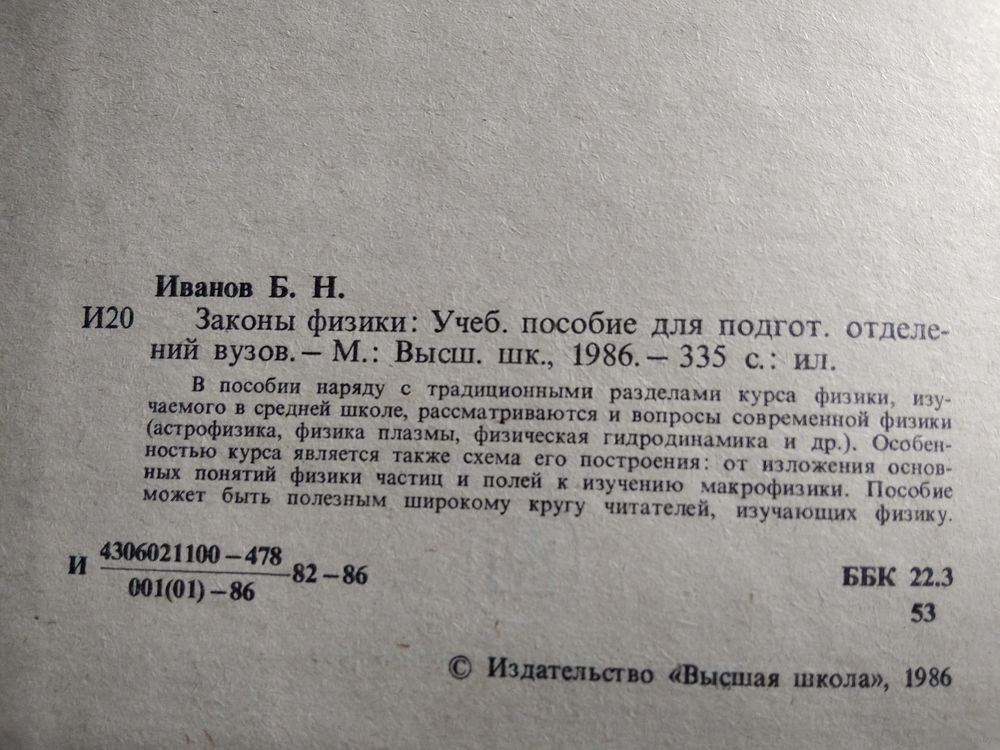 Иванов Б. Н.
И20 Законы физики: Учеб. пособие для подгот. отделе-
ний вузов.— М.: Высш. шк., 1986.— 335 с.: ил.
В пособии наряду с традиционными разделами курса физики, изу-
чаемого в средней школе, рассматриваются и вопросы современной физики
(астрофизика, физика плазмы, физическая гидродинамика и др.). Особен-
ностью курса является также схема его построения: от изложения основ-
ных понятий физики частиц и полей к изучению макрофизики. Пособие
может быть полезным широкому кругу читателей, изучающих физику.
4306021100—478
И 82—86
001(01)—86
ББК 22.3
53
© Издательство «Высшая школа», 1986